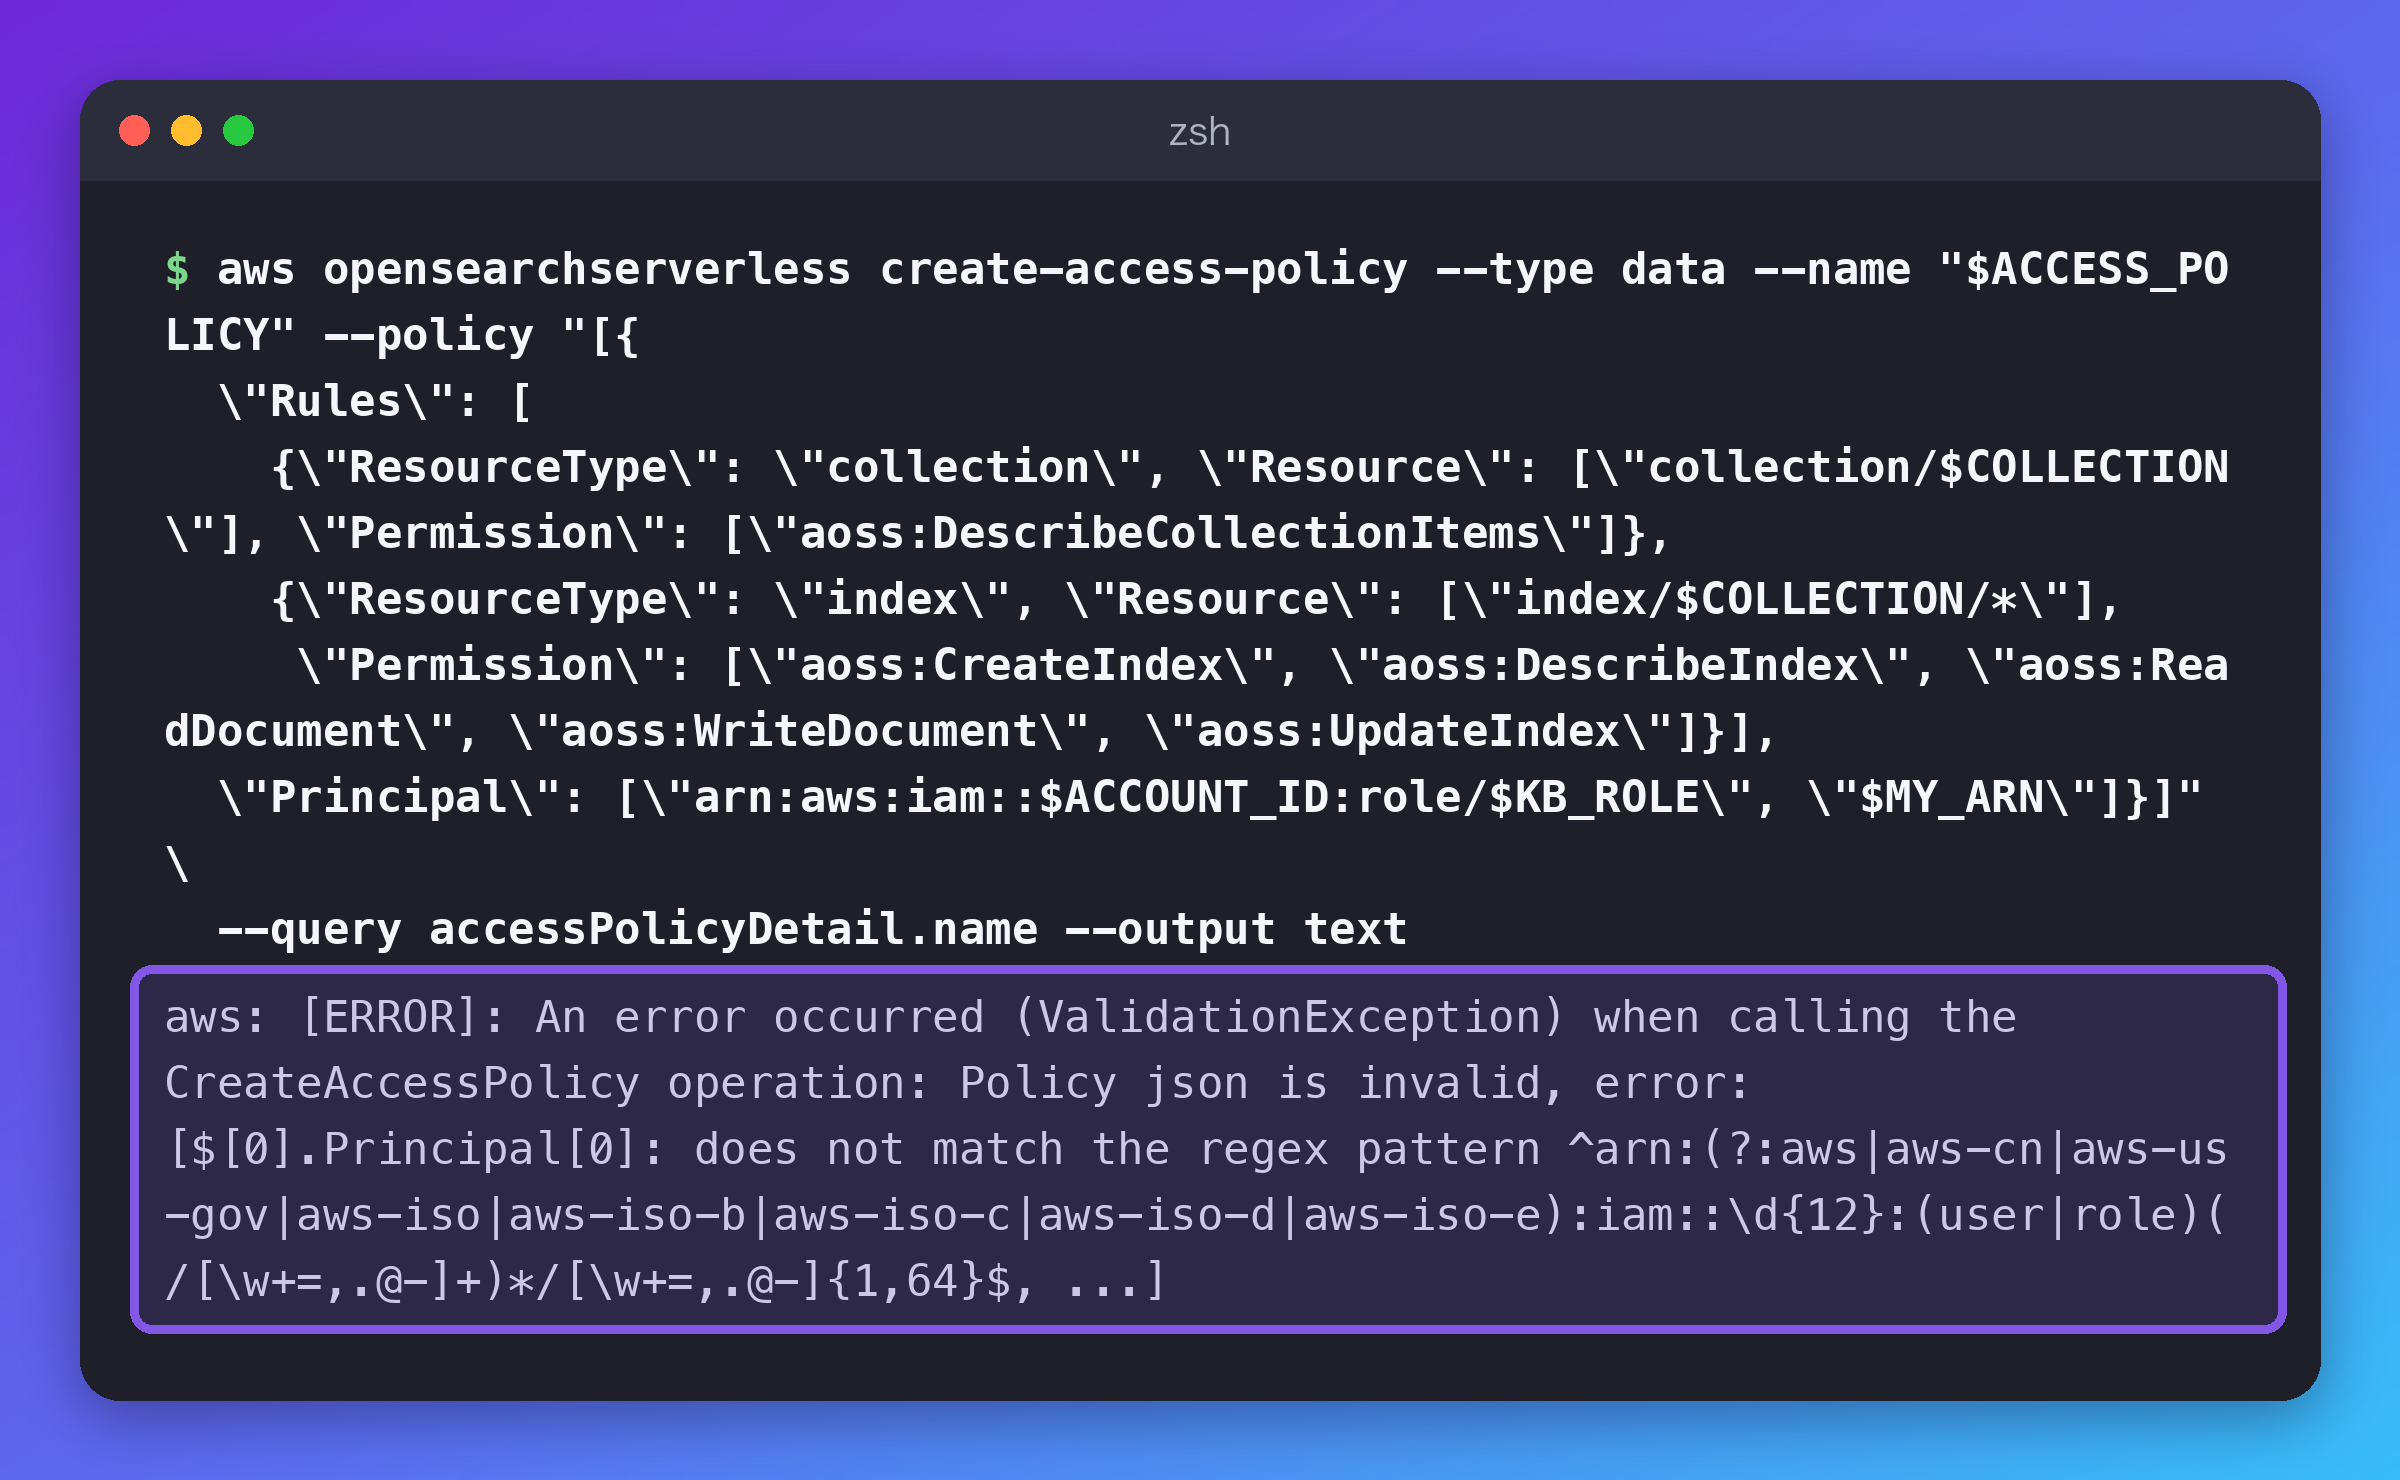 zsh
$ aws opensearchserverless create-access-policy --type data --name "$ACCESS_PO
LICY" --policy "[{
  \"Rules\": [
    {\"ResourceType\": \"collection\", \"Resource\": [\"collection/$COLLECTION
\"], \"Permission\": [\"aoss:DescribeCollectionItems\"]},
    {\"ResourceType\": \"index\", \"Resource\": [\"index/$COLLECTION/*\"],
     \"Permission\": [\"aoss:CreateIndex\", \"aoss:DescribeIndex\", \"aoss:Rea
dDocument\", \"aoss:WriteDocument\", \"aoss:UpdateIndex\"]}],
  \"Principal\": [\"arn:aws:iam::$ACCOUNT_ID:role/$KB_ROLE\", \"$MY_ARN\"]}]"
\
  --query accessPolicyDetail.name --output text
aws: [ERROR]: An error occurred (ValidationException) when calling the
CreateAccessPolicy operation: Policy json is invalid, error:
[$[0].Principal[0]: does not match the regex pattern ^arn:(?:aws|aws-cn|aws-us
-gov|aws-iso|aws-iso-b|aws-iso-c|aws-iso-d|aws-iso-e):iam::\d{12}:(user|role)(
/[\w+=,.@-]+)*/[\w+=,.@-]{1,64}$, ...]